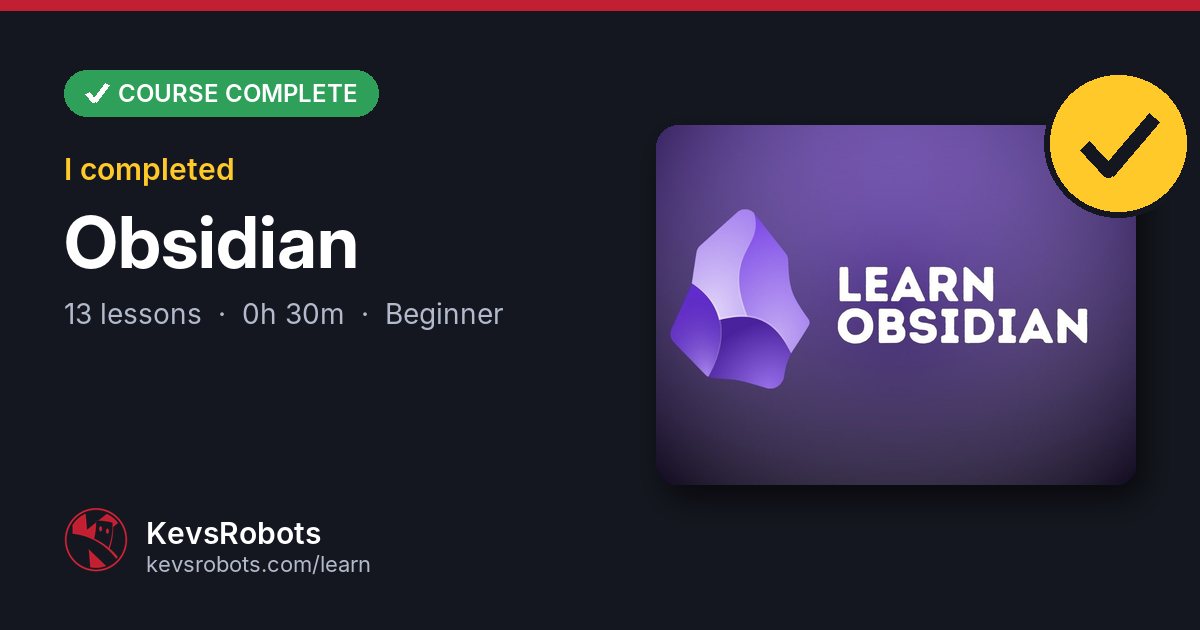 COURSE COMPLETE
I completed
Obsidian
13 lessons · 0h 30m · Beginner
LEARN
OBSIDIAN
KevsRobots
kevsrobots.com/learn